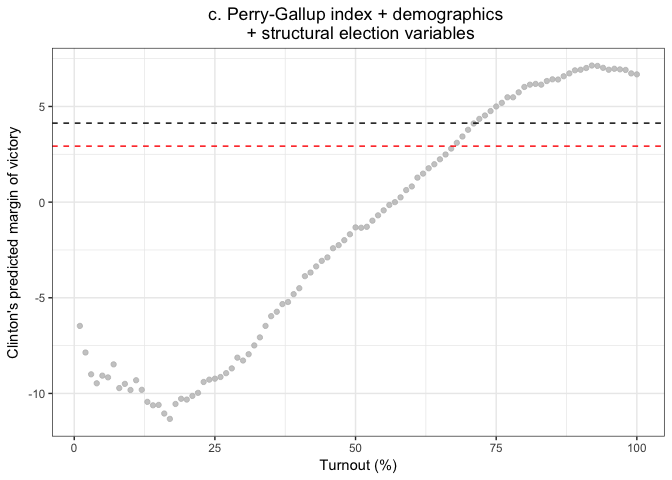 c. Perry-Gallup index + demographics
+ structural election variables
Clinton's predicted margin of victory
5
0
-5
-10
0
25
50
75
100
Turnout (%)